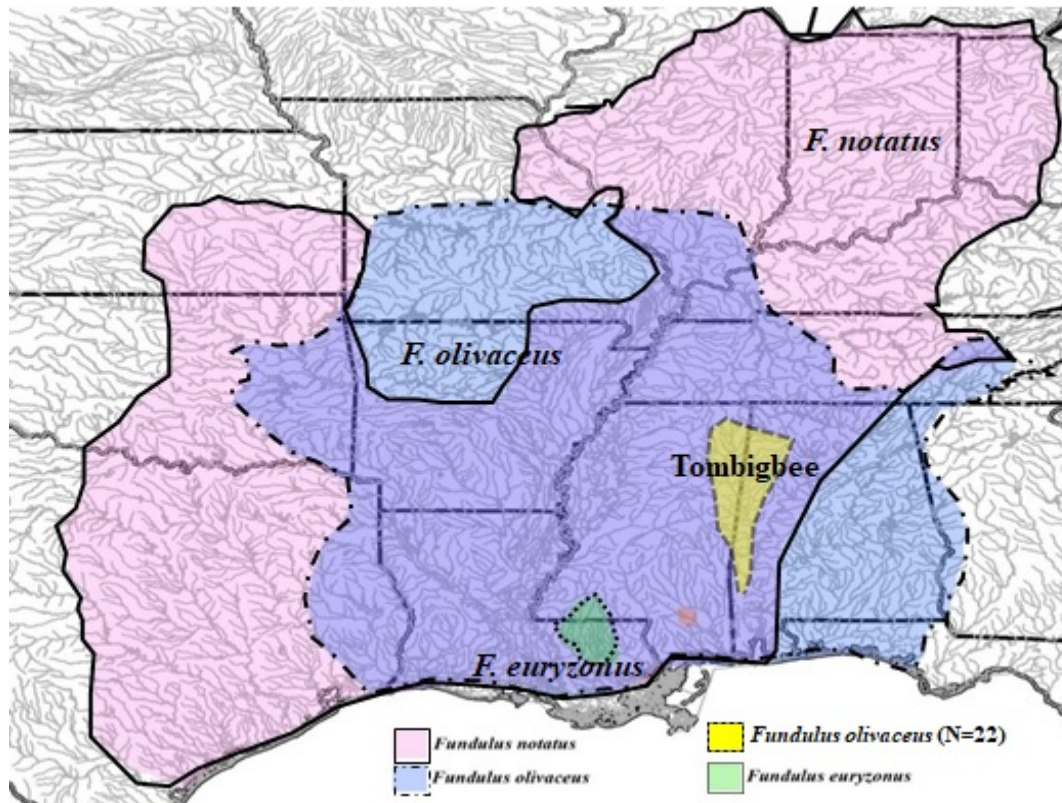 F. notatus
F. olivaceus
Tombigbee
F. euryzonus
Fundulus notatus
Fundulus olivaceus (N=22)
Fundulus olivaceus
Fundulus euryzonus